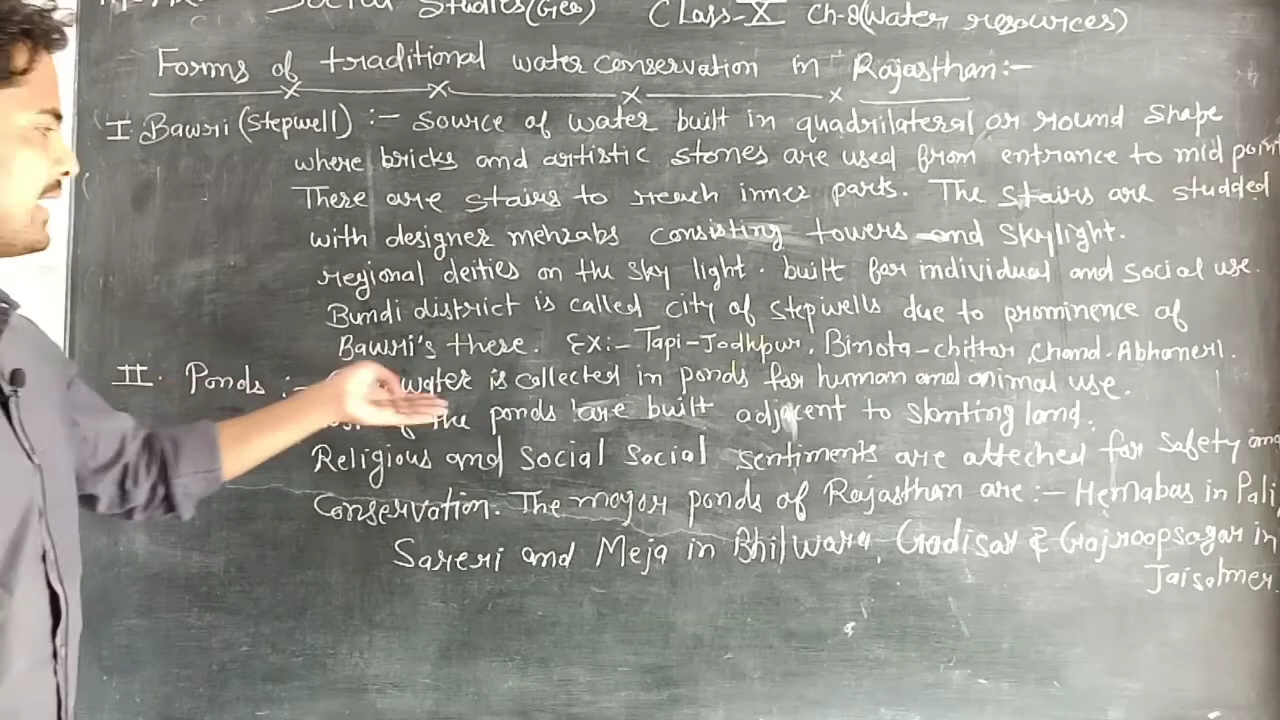 Social Studies(Geo) Class-X Ch-8(Water resources)
Forms of traditional water conservation in Rajasthan:-
I. Bawri (Stepwell) :- Source of water built in quadrilateral or round shape
where bricks and artistic stones are used from entrance to mid point
There are stairs to reach inner parts. The stairs are studded
with designer mehrabs consisting towers and skylight.
regional deities on the sky light. built for individual and social use.
Bundi district is called city of stepwells due to prominence of
Bawri's there. Ex:- Tapi-Jodhpur, Binota-chittor, Chand-Abhaneri.
II. Ponds :- water is collected in ponds for human and animal use.
the ponds are built adjacent to slanting land.
Religious and social social sentiments are atteched for safety and
Conservation. The major ponds of Rajasthan are :- Hemabas in Pali,
Sareri and Meja in Bhilwara, Gadisar & Gajroopsagar in
Jaisalmer.